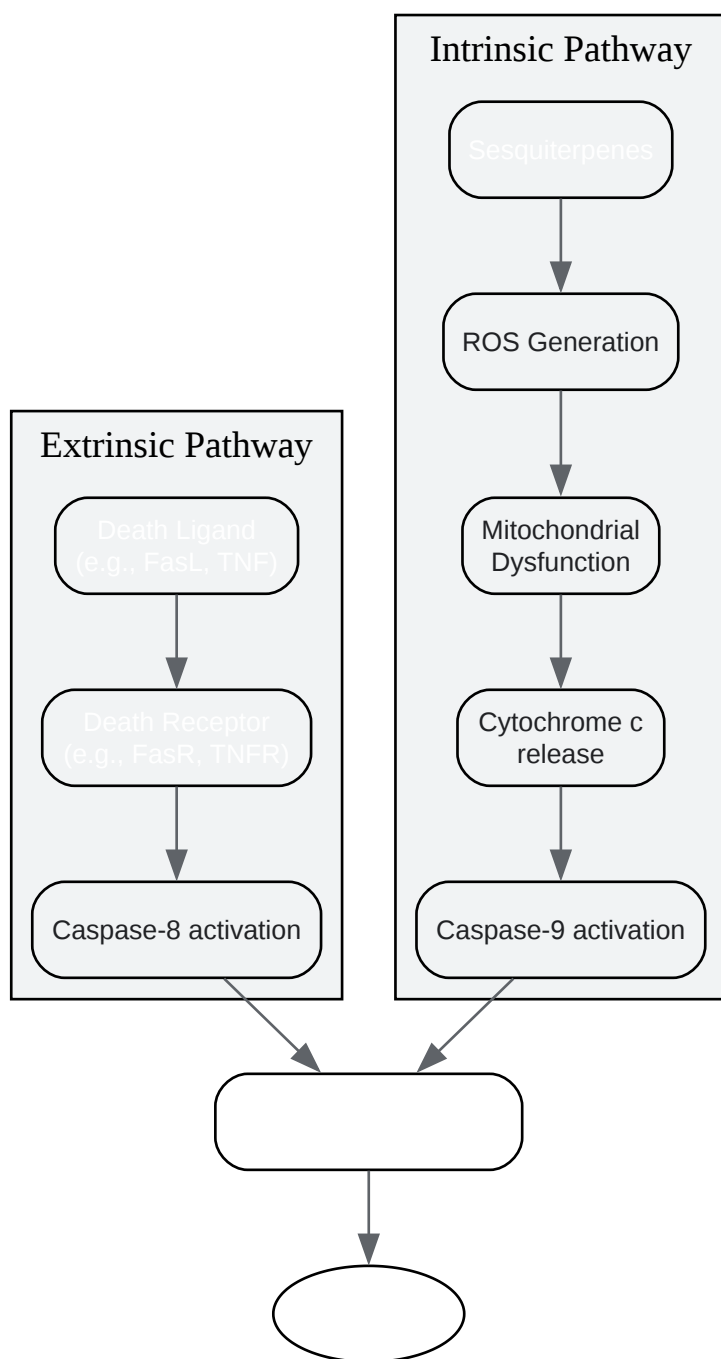 Intrinsic Pathway
Sesquiterpenes
ROS Generation
Mitochondrial
Dysfunction
Cytochrome c
release
Caspase-9 activation
Extrinsic Pathway
Death Ligand
(e.g., FasL, TNF)
Death Receptor
(e.g., FasR, TNFR)
Caspase-8 activation